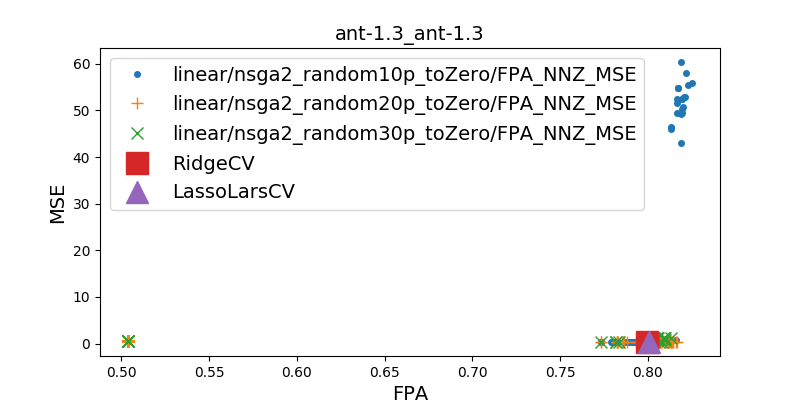 ant-1.3_ant-1.3
60
50
40
30
20
10
0
MSE
linear/nsga2_random10p_toZero/FPA_NNZ_MSE
linear/nsga2_random20p_toZero/FPA_NNZ_MSE
linear/nsga2_random30p_toZero/FPA_NNZ_MSE
RidgeCV
LassoLarsCV
0.50 0.55 0.60 0.65 0.70 0.75 0.80
FPA